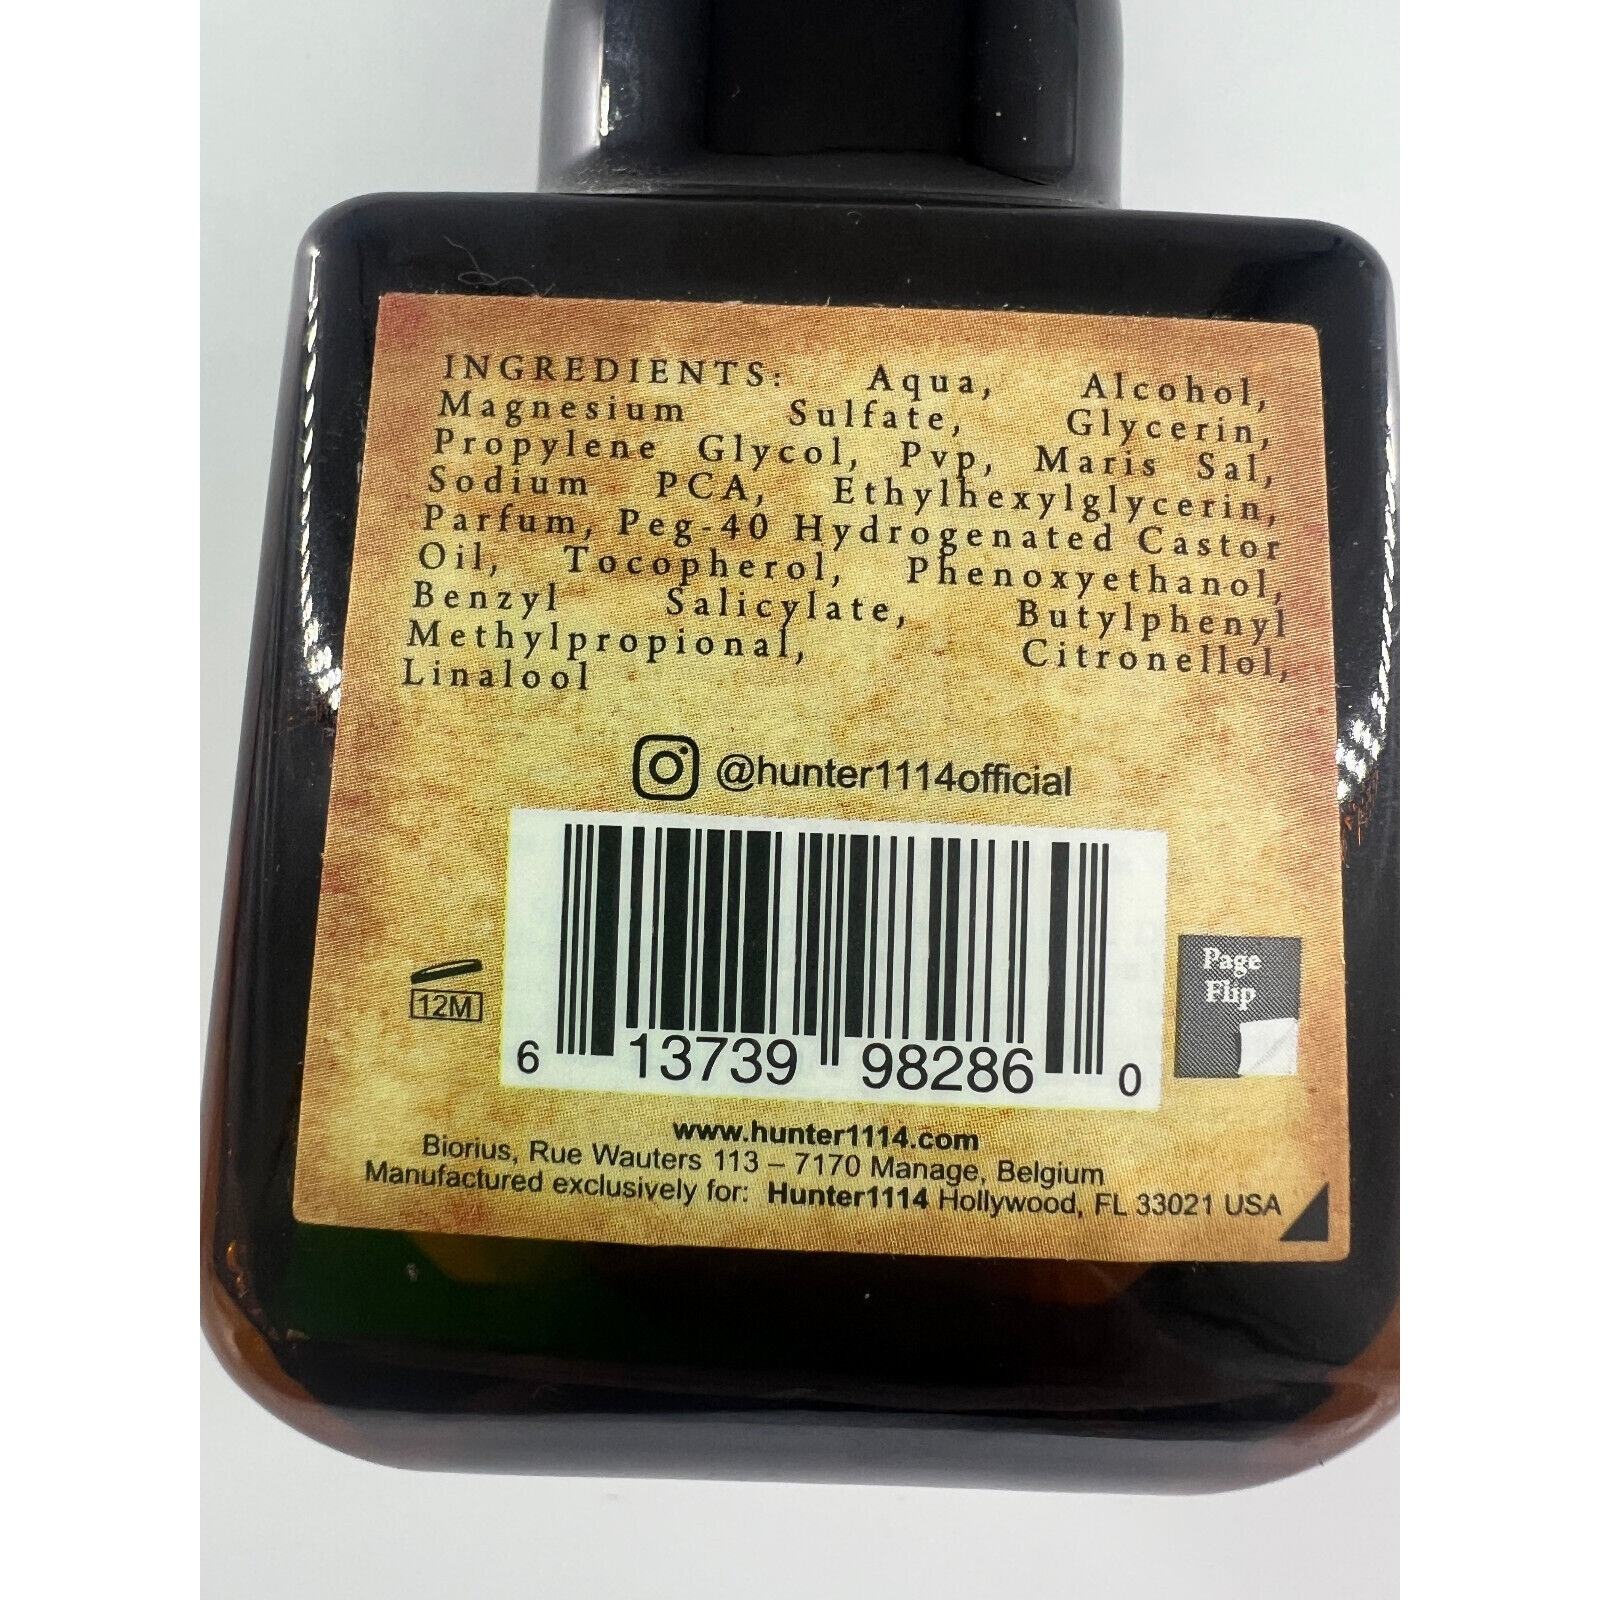 INGREDIENTS: Aqua, Alcohol,
Magnesium Sulfate, Glycerin,
Propylene Glycol, Pvp, Maris Sal,
Sodium PCA, Ethylhexylglycerin,
Parfum, Peg-40 Hydrogenated Castor
Oil, Tocopherol, Phenoxyethanol,
Benzyl Salicylate, Butylphenyl
Methylpropional, Citronellol,
Linalool
@hunter1114official
12M
6 13739 98286 0
Page
Flip
www.hunter1114.com
Biorius, Rue Wauters 113 – 7170 Manage, Belgium
Manufactured exclusively for: Hunter1114 Hollywood, FL 33021 USA